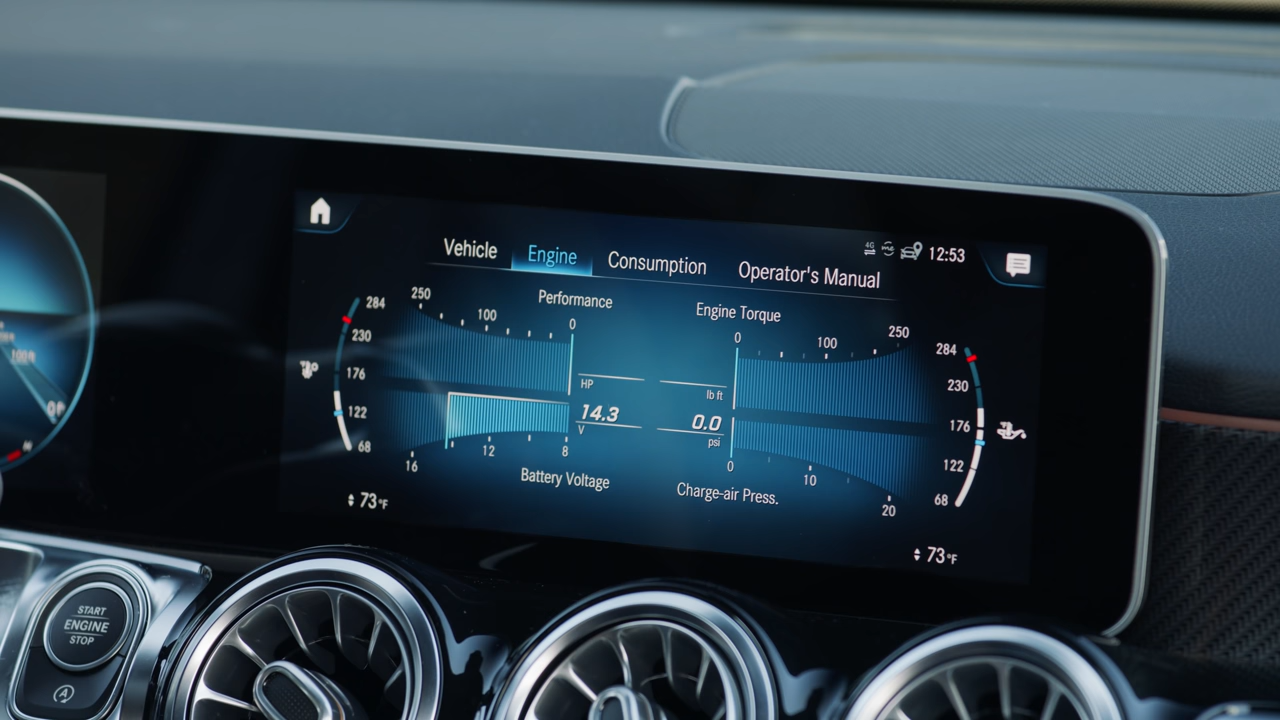 Vehicle Engine Consumption Operator's Manual
4G 12:53
Performance
250 100 0
HP
284
230
176
122
68
14.3
V
16 12 8
Battery Voltage
Engine Torque
0 100 250
lb ft
0.0
psi
0 10 20
Charge-air Press.
284
230
176
122
68
73°F
73°F
START
ENGINE
STOP
A